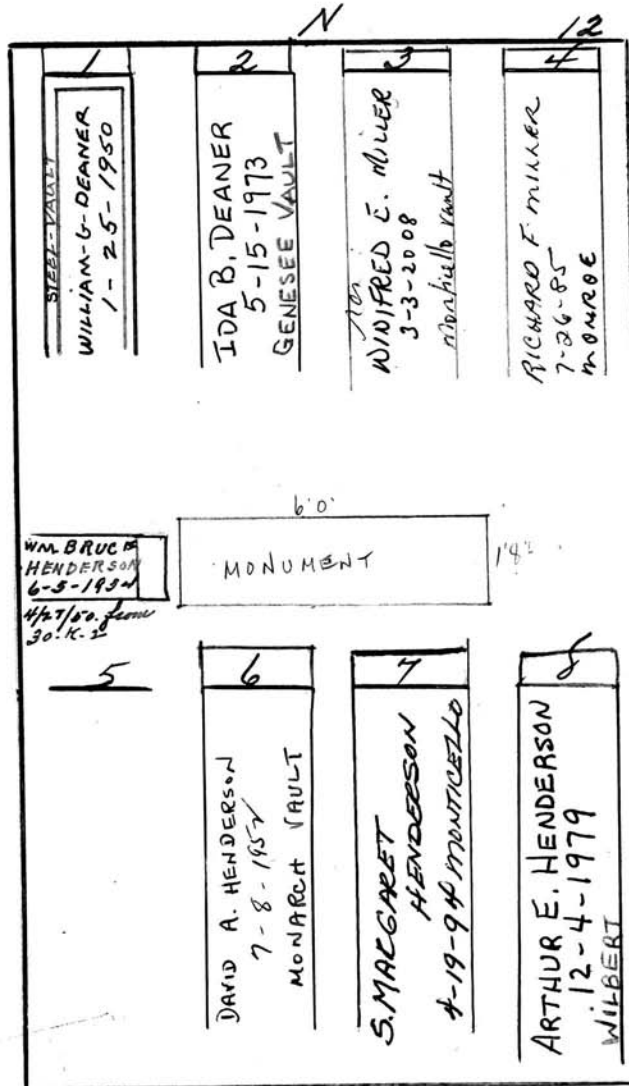 N
12
1
STEEL-VAULT
WILLIAM-G-DEANER
1-25-1950
2
IDA B. DEANER
5-15-1973
GENESEE VAULT
3
WINIFRED E. MILLER
3-3-2008
Monticello Vault
4
RICHARD F. MILLER
7-26-85
MONROE
6'0"
MONUMENT
1'8"
WM. BRUCE
HENDERSON
6-5-1934
4/27/50. from
30-K-2
5
6
DAVID A. HENDERSON
7-8-1952
MONARCH VAULT
7
S. MARGARET
HENDERSON
4-19-94 MONTICELLO
8
ARTHUR E. HENDERSON
12-4-1979
WILBERT